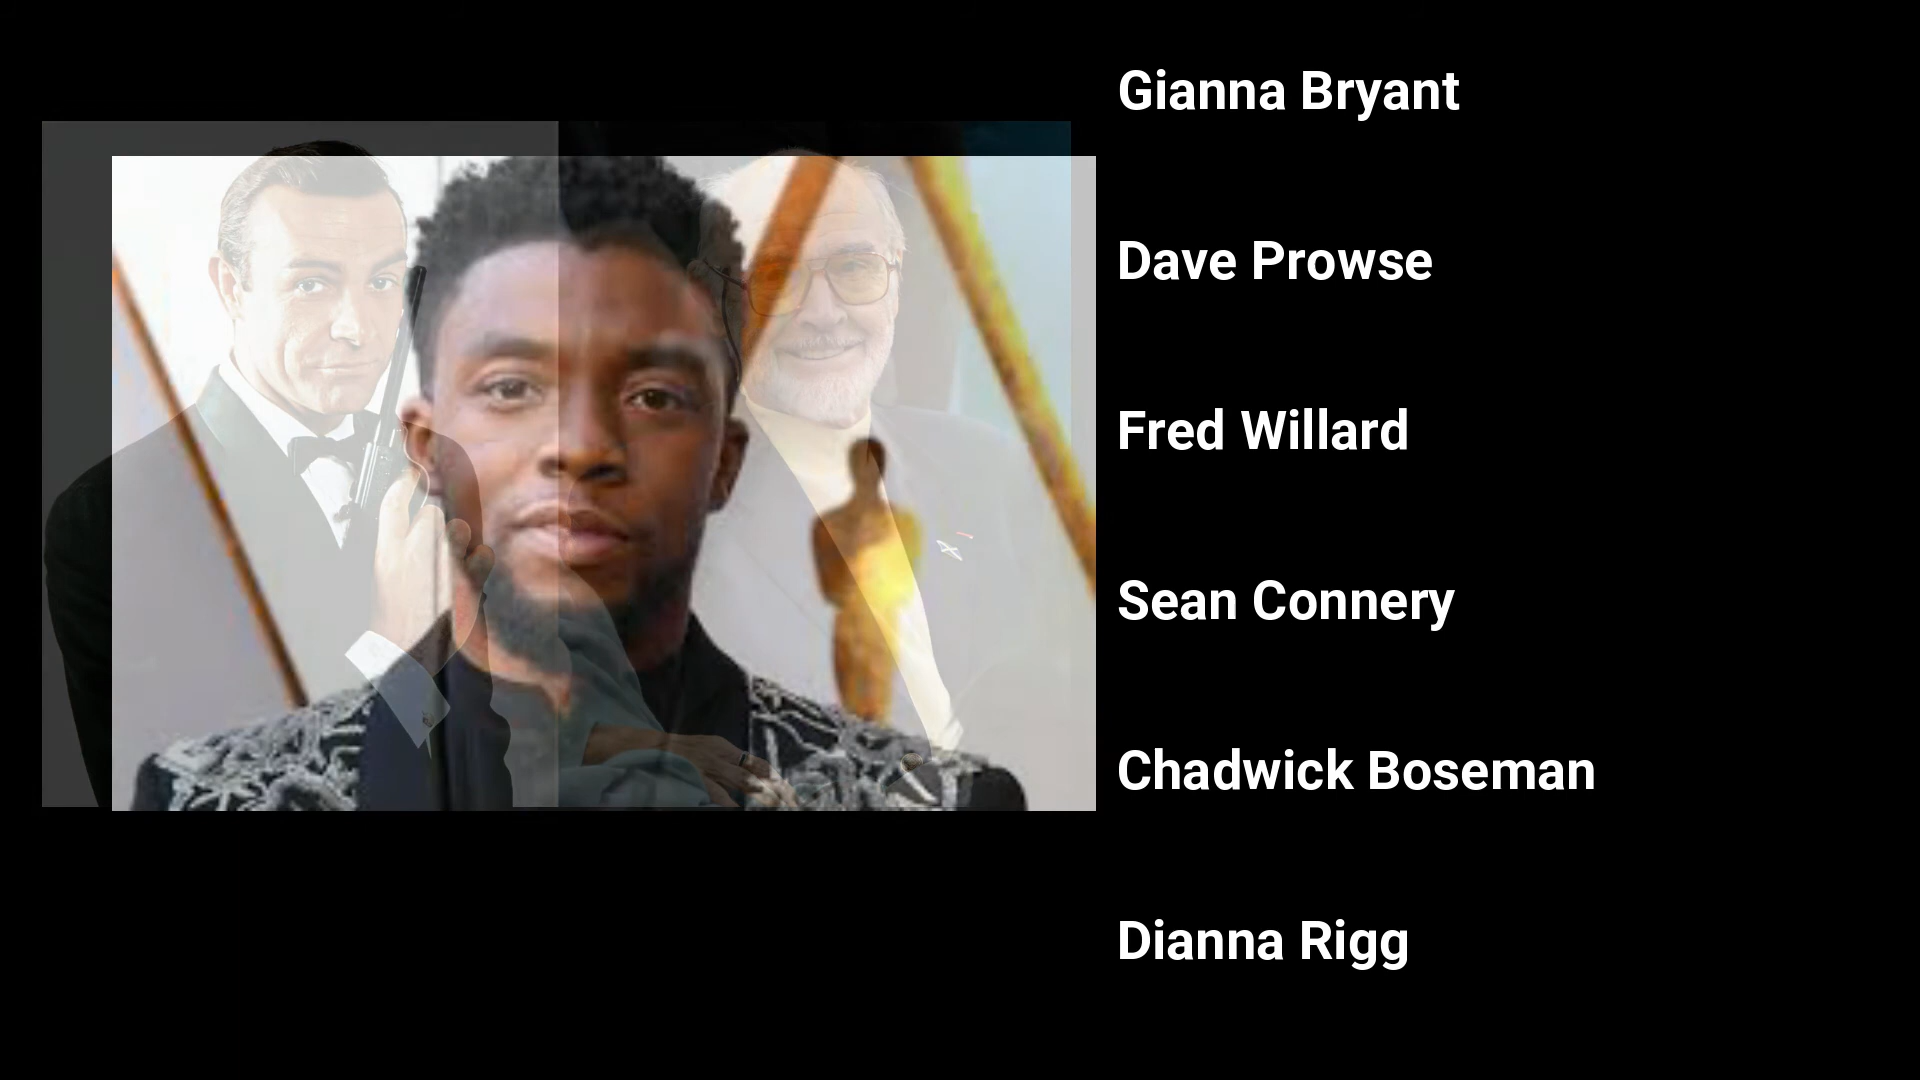 Gianna Bryant
Dave Prowse
Fred Willard
Sean Connery
Chadwick Boseman
Dianna Rigg